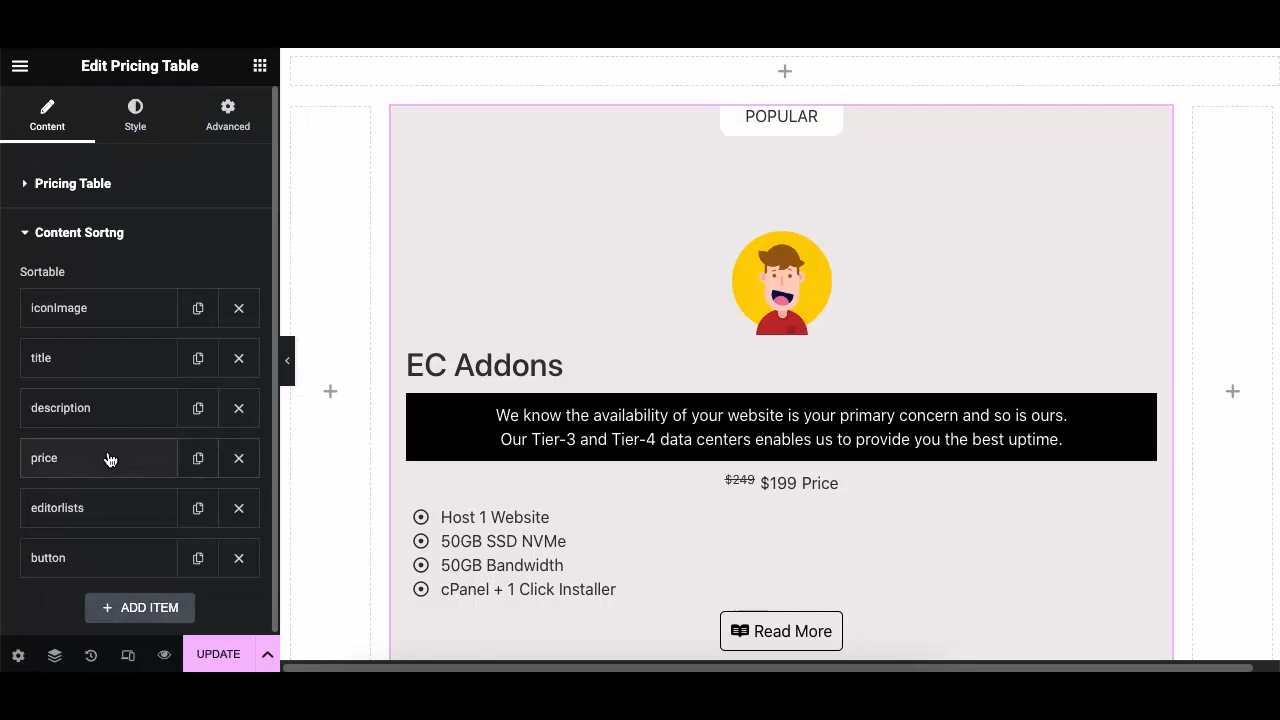 Edit Pricing Table
Content
Style
Advanced
Pricing Table
Content Sortng
Sortable
iconImage
title
description
price
editorlists
button
ADD ITEM
UPDATE
POPULAR
EC Addons
We know the availability of your website is your primary concern and so is ours.
Our Tier-3 and Tier-4 data centers enables us to provide you the best uptime.
$249 $199 Price
Host 1 Website
50GB SSD NVMe
50GB Bandwidth
cPanel + 1 Click Installer
Read More